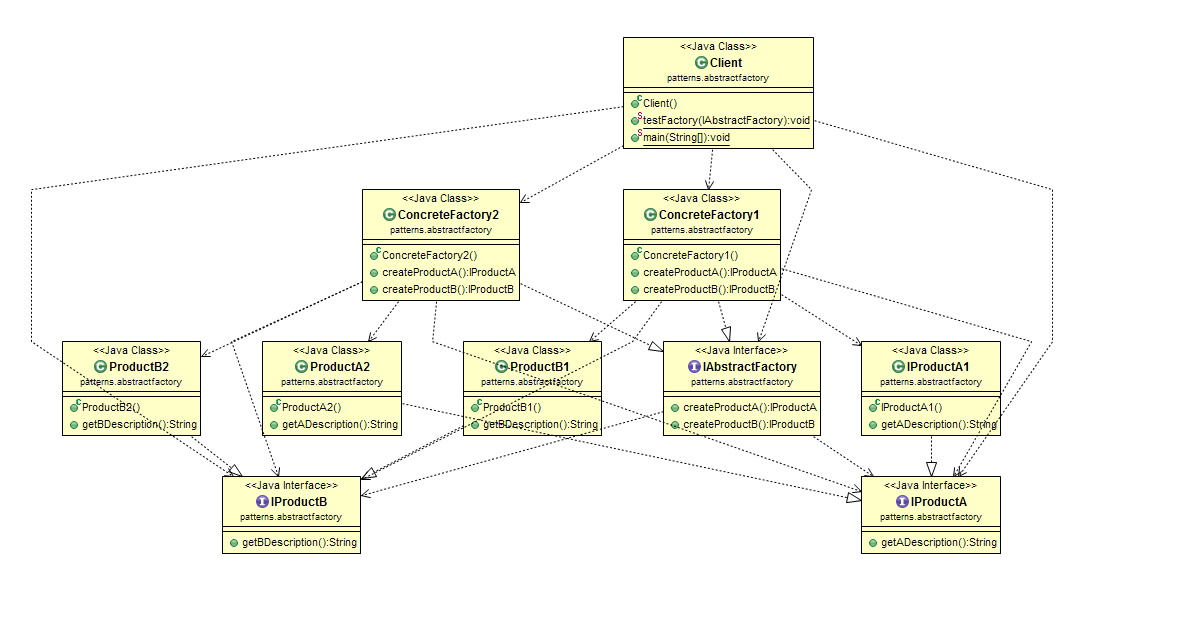 <<Java Class>>
Client
patterns.abstractfactory
Client()
testFactory(IAbstractFactory):void
main(String[]):void
<<Java Class>>
ConcreteFactory2
patterns.abstractfactory
ConcreteFactory2()
createProductA():IProductA
createProductB():IProductB
<<Java Class>>
ConcreteFactory1
patterns.abstractfactory
ConcreteFactory1()
createProductA():IProductA
createProductB():IProductB
<<Java Class>>
ProductB2
patterns.abstractfactory
ProductB2()
getBDescription():String
<<Java Class>>
ProductA2
patterns.abstractfactory
ProductA2()
getADescription():String
<<Java Class>>
ProductB1
patterns.abstractfactory
ProductB1()
getBDescription():String
<<Java Interface>>
IAbstractFactory
patterns.abstractfactory
createProductA():IProductA
createProductB():IProductB
<<Java Class>>
IProductA1
patterns.abstractfactory
IProductA1()
getADescription():String
<<Java Interface>>
IProductB
patterns.abstractfactory
getBDescription():String
<<Java Interface>>
IProductA
patterns.abstractfactory
getADescription():String